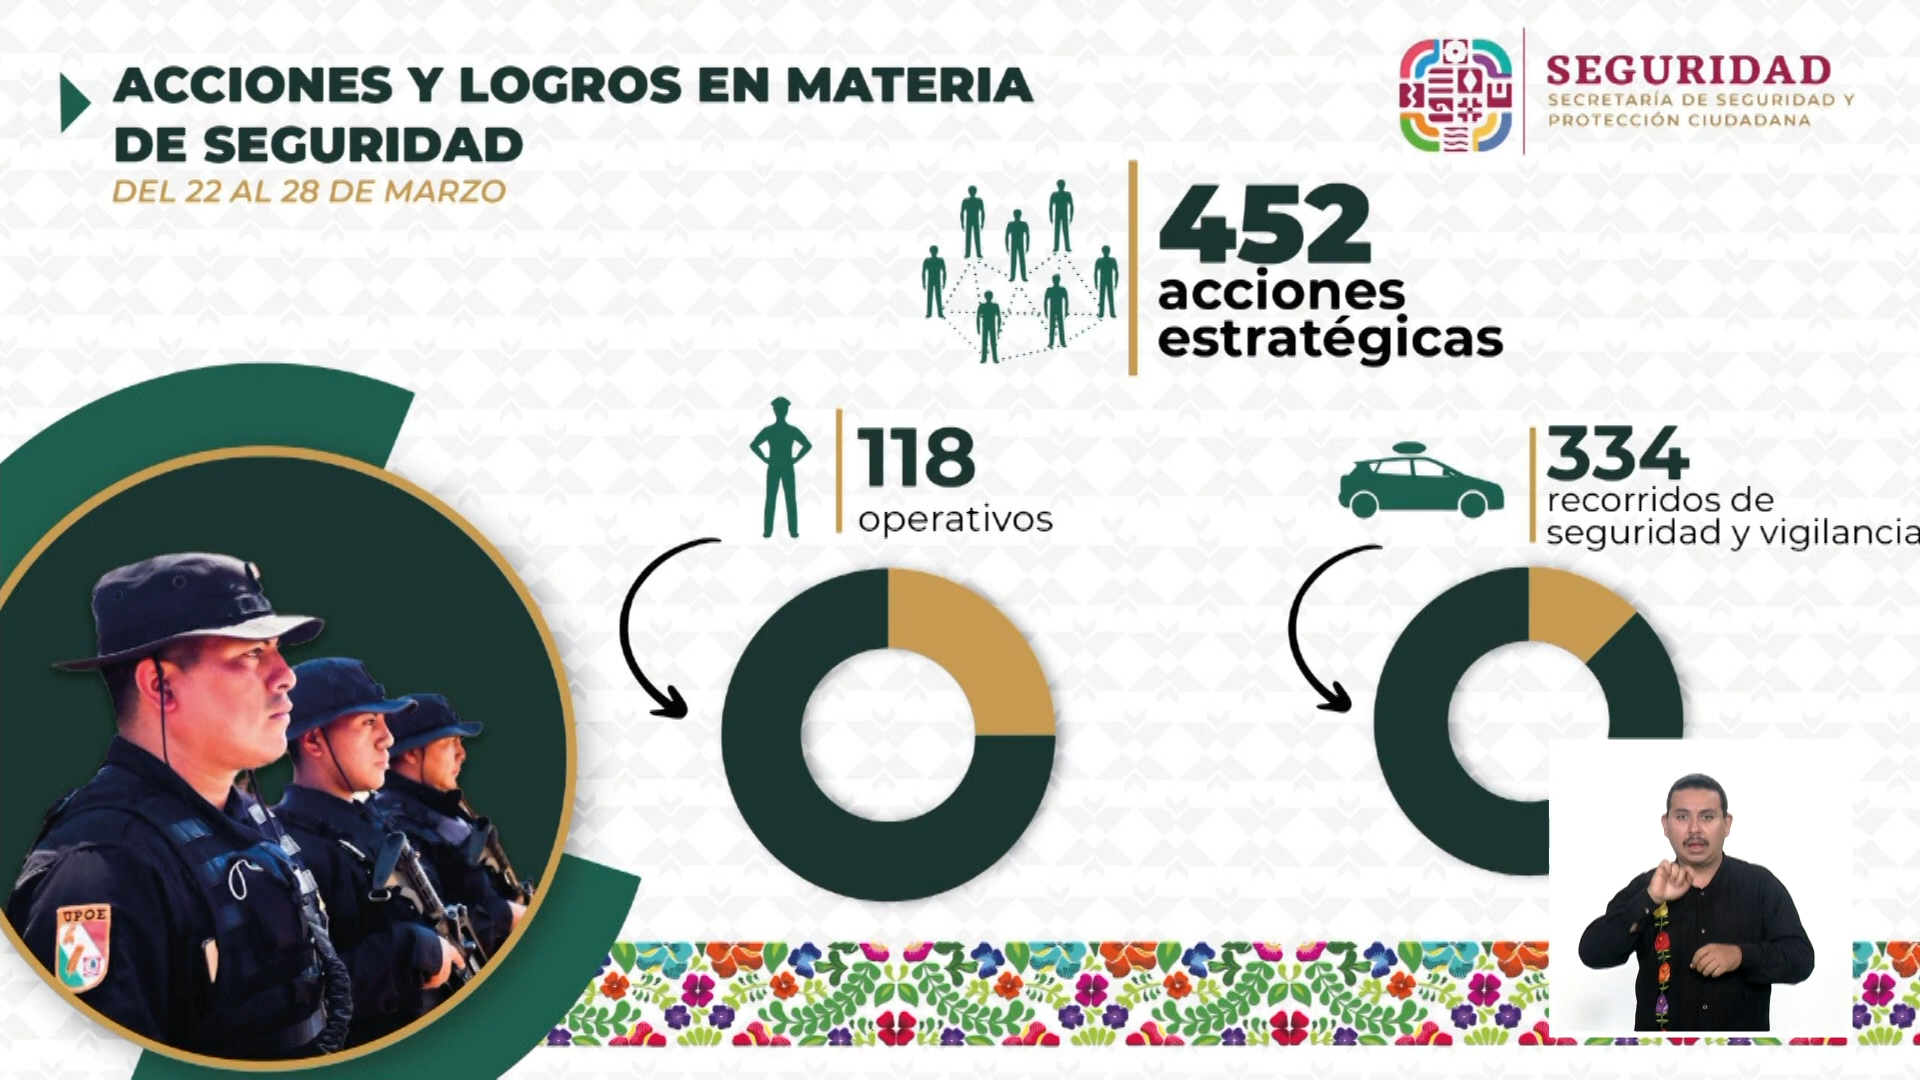 ACCIONES Y LOGROS EN MATERIA
DE SEGURIDAD
DEL 22 AL 28 DE MARZO
SEGURIDAD
SECRETARÍA DE SEGURIDAD Y
PROTECCIÓN CIUDADANA
452
acciones
estratégicas
118
operativos
334
recorridos de
seguridad y vigilancia
UPOE